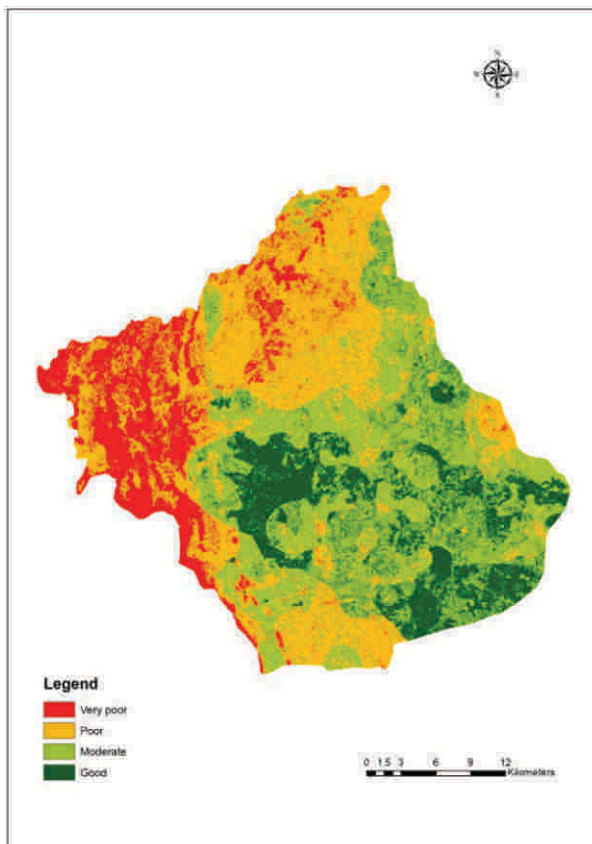 N
W E
S
Legend
Very poor
Poor
Moderate
Good
0 1.5 3 6 9 12
Kilometers